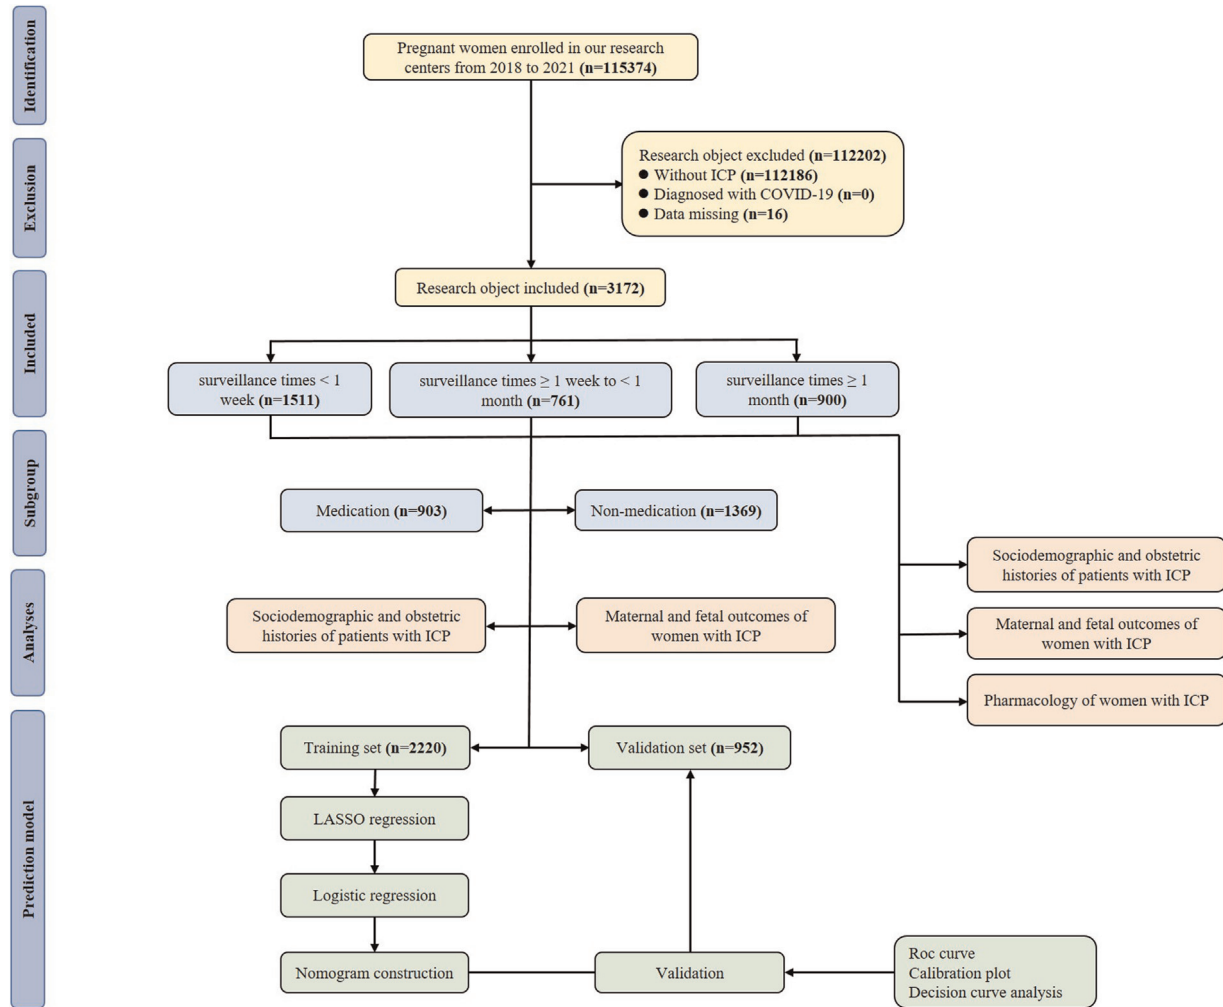 Identification
Pregnant women enrolled in our research
centers from 2018 to 2021 (n=115374)
Exclusion
Research object excluded (n=112202)
● Without ICP (n=112186)
● Diagnosed with COVID-19 (n=0)
● Data missing (n=16)
Included
Research object included (n=3172)
surveillance times < 1
week (n=1511)
surveillance times ≥ 1 week to < 1
month (n=761)
surveillance times ≥ 1
month (n=900)
Subgroup
Medication (n=903)
Non-medication (n=1369)
Analyses
Sociodemographic and obstetric
histories of patients with ICP
Maternal and fetal outcomes of
women with ICP
Sociodemographic and obstetric
histories of patients with ICP
Maternal and fetal outcomes of
women with ICP
Pharmacology of women with ICP
Prediction model
Training set (n=2220)
Validation set (n=952)
LASSO regression
Logistic regression
Nomogram construction
Validation
Roc curve
Calibration plot
Decision curve analysis